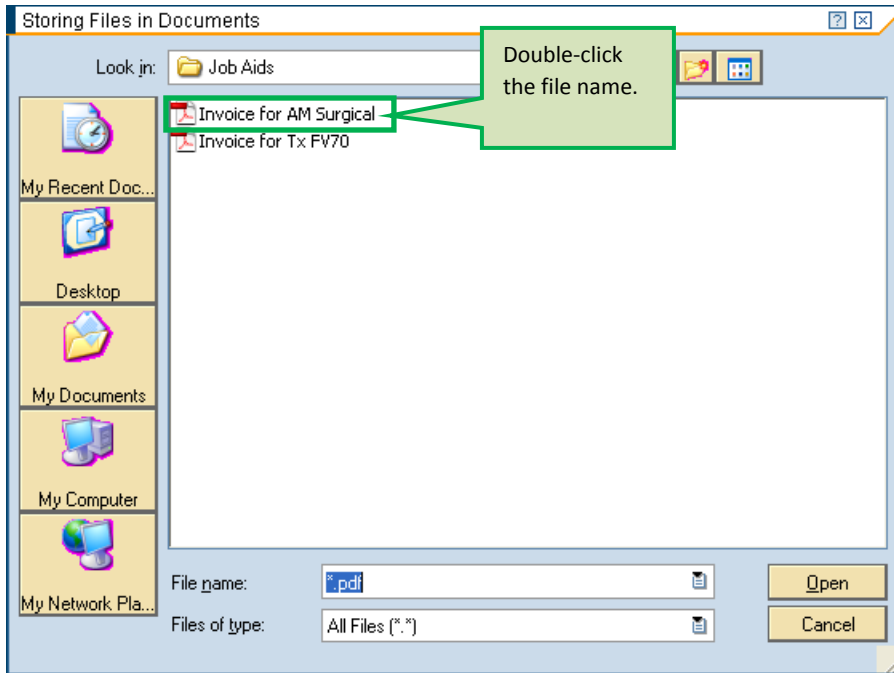 Storing Files in Documents
Look in:
Job Aids
Double-click
the file name.
Invoice for AM Surgical
Invoice for Tx FV70
My Recent Doc...
Desktop
My Documents
My Computer
My Network Pla...
File name:
*.pdf
Open
Files of type:
All Files (*.*)
Cancel